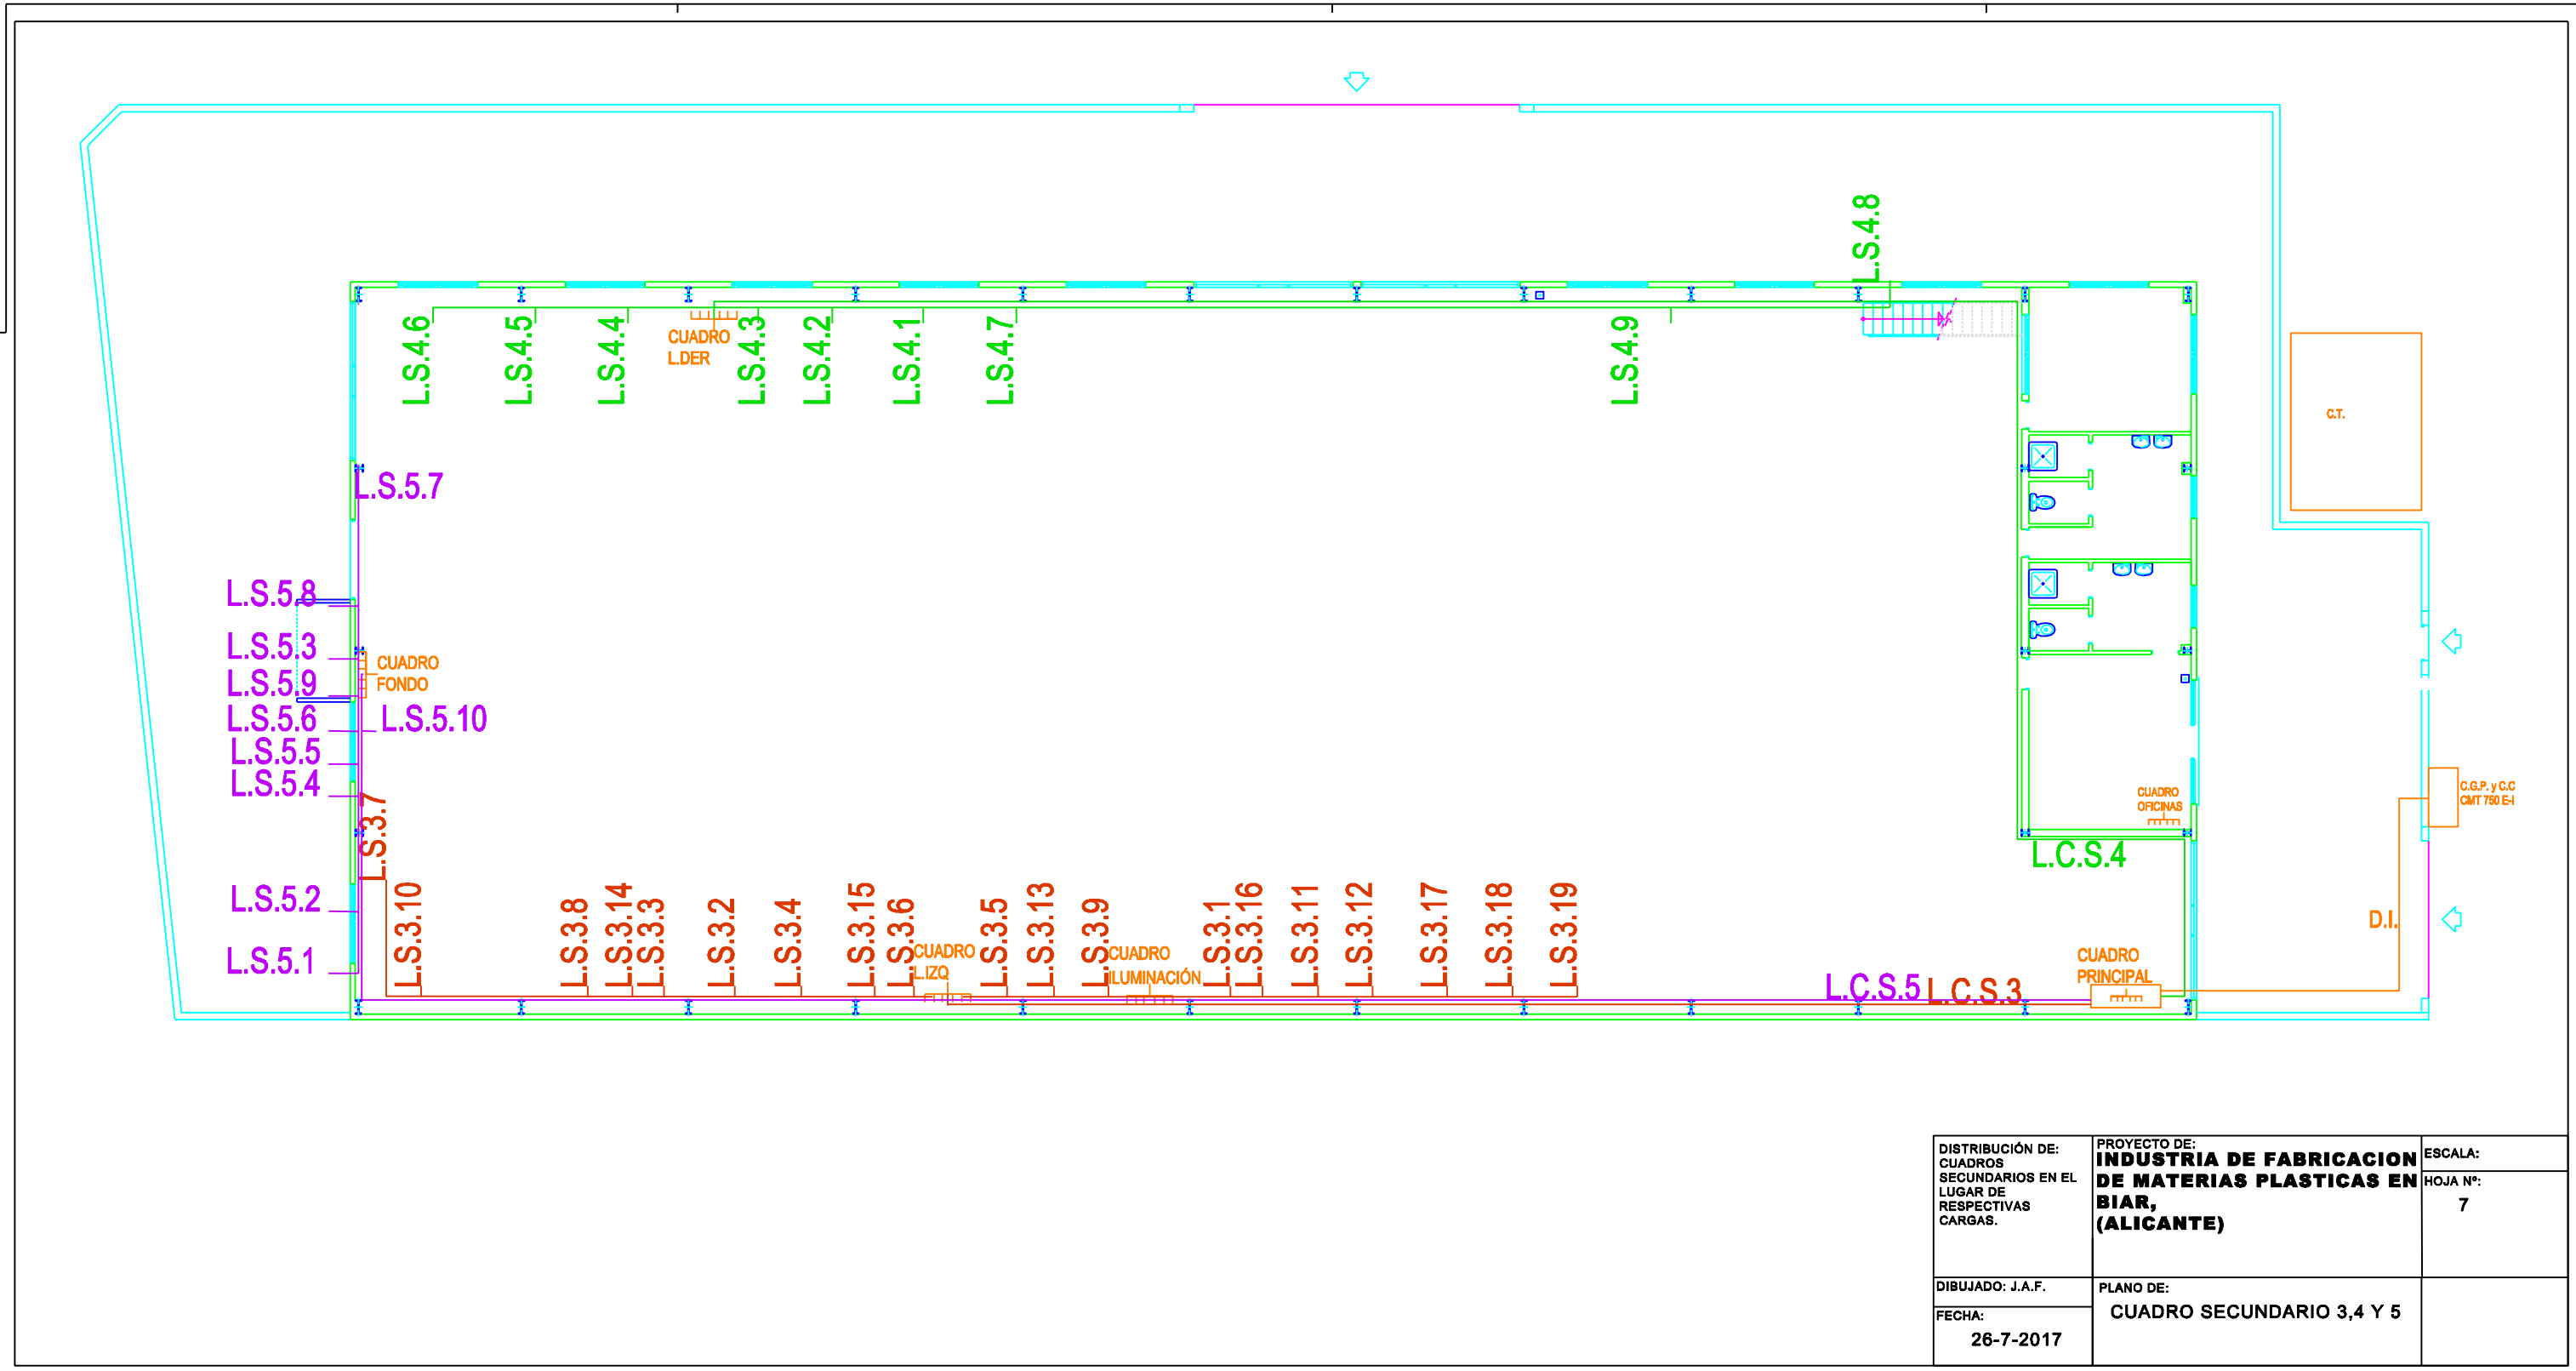 L.S.4.8
L.S.4.6
L.S.4.5
L.S.4.4
CUADRO
L.DER
L.S.4.3
L.S.4.2
L.S.4.1
L.S.4.7
L.S.4.9
C.T.
L.S.5.7
L.S.5.8
L.S.5.3
CUADRO
FONDO
L.S.5.9
L.S.5.6
L.S.5.10
L.S.5.5
L.S.5.4
L.S.3.7
CUADRO
OFICINAS
C.G.P. y C.C
CMT 750 E-I
L.C.S.4
L.S.5.2
L.S.5.1
L.S.3.10
L.S.3.8
L.S.3.14
L.S.3.3
L.S.3.2
L.S.3.4
L.S.3.15
L.S.3.6
CUADRO
L.IZQ
L.S.3.5
L.S.3.13
L.S.3.9
CUADRO
ILUMINACIÓN
L.S.3.1
L.S.3.16
L.S.3.11
L.S.3.12
L.S.3.17
L.S.3.18
L.S.3.19
L.C.S.5
L.C.S.3
CUADRO
PRINCIPAL
D.I.
DISTRIBUCIÓN DE:
CUADROS
SECUNDARIOS EN EL
LUGAR DE
RESPECTIVAS
CARGAS.
PROYECTO DE:
INDUSTRIA DE FABRICACION
DE MATERIAS PLASTICAS EN
BIAR,
(ALICANTE)
ESCALA:
HOJA Nº:
7
DIBUJADO: J.A.F.
FECHA:
26-7-2017
PLANO DE:
CUADRO SECUNDARIO 3,4 Y 5